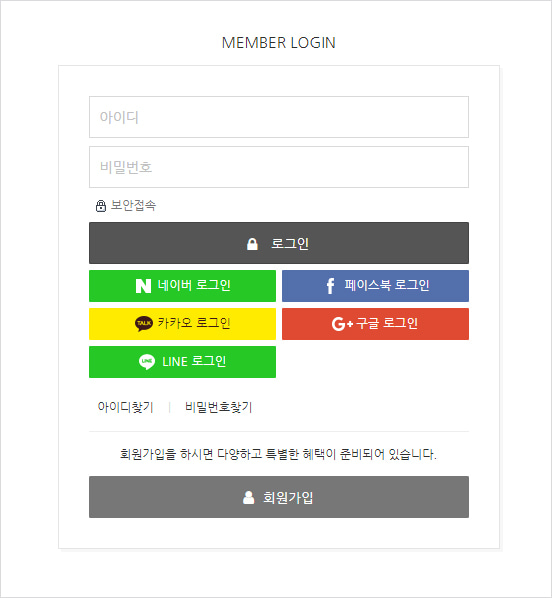 MEMBER LOGIN
아이디
비밀번호
보안접속
로그인
N 네이버 로그인
f 페이스북 로그인
TALK 카카오 로그인
G+ 구글 로그인
LINE LINE 로그인
아이디찾기 | 비밀번호찾기
회원가입을 하시면 다양하고 특별한 혜택이 준비되어 있습니다.
회원가입